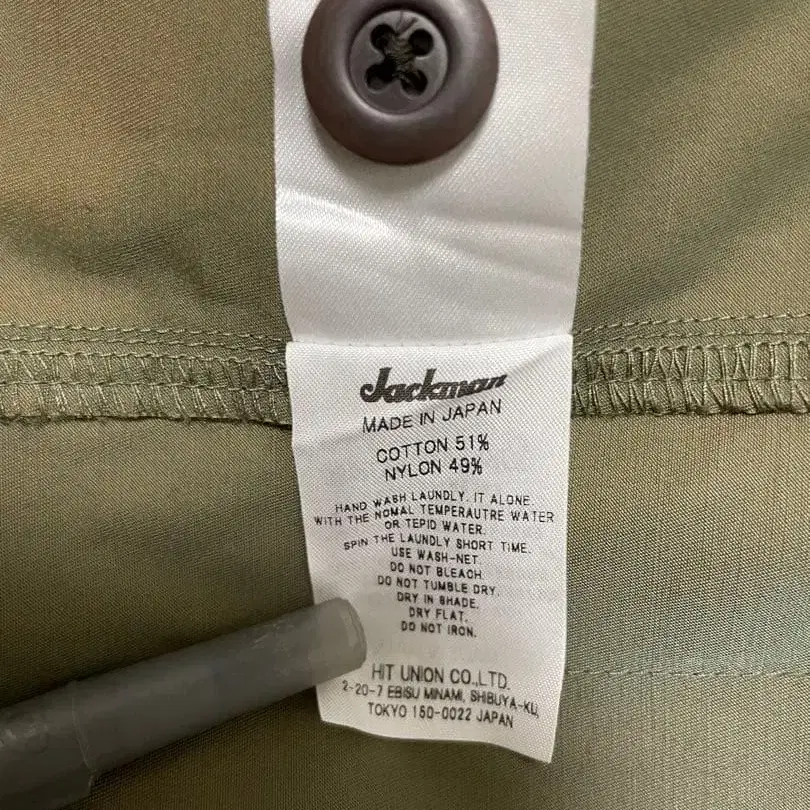 Jackman
MADE IN JAPAN
COTTON 51%
NYLON 49%
HAND WASH LAUNDLY. IT ALONE
WITH THE NOMAL TEMPERAUTRE WATER
OR TEPID WATER.
SPIN THE LAUNDLY SHORT TIME.
USE WASH-NET.
DO NOT BLEACH.
DO NOT TUMBLE DRY.
DRY IN SHADE.
DRY FLAT.
DO NOT IRON.
HIT UNION CO.,LTD.
2-20-7 EBISU MINAMI, SHIBUYA-KU,
TOKYO 150-0022 JAPAN